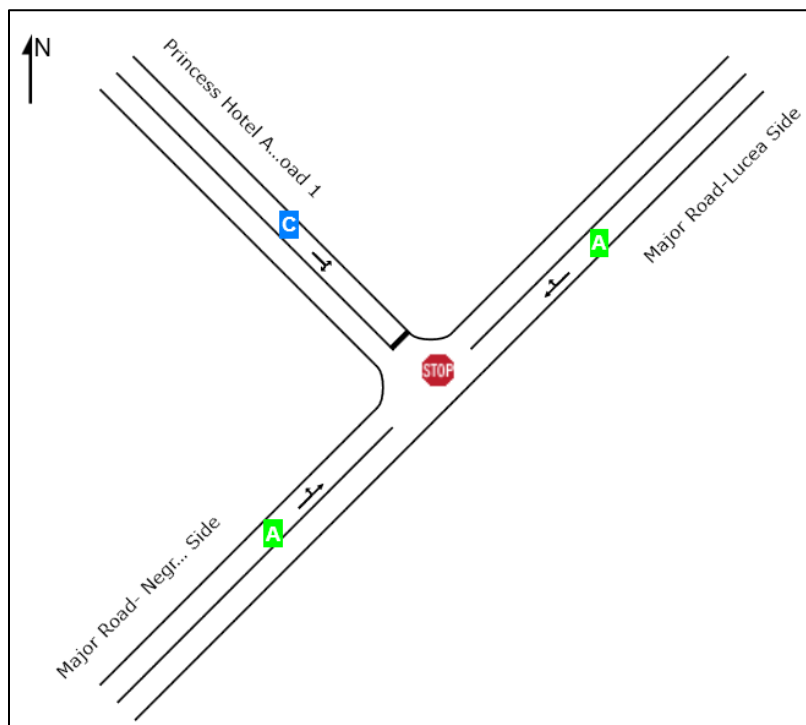 N
Princess Hotel A...oad 1
Major Road-Lucea Side
C
A
STOP
A
Major Road- Negr... Side